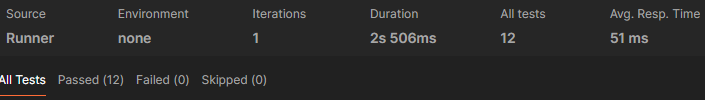 Source Environment Iterations Duration All tests Avg. Resp. Time
Runner none 1 2s 506ms 12 51 ms
All Tests Passed (12) Failed (0) Skipped (0)